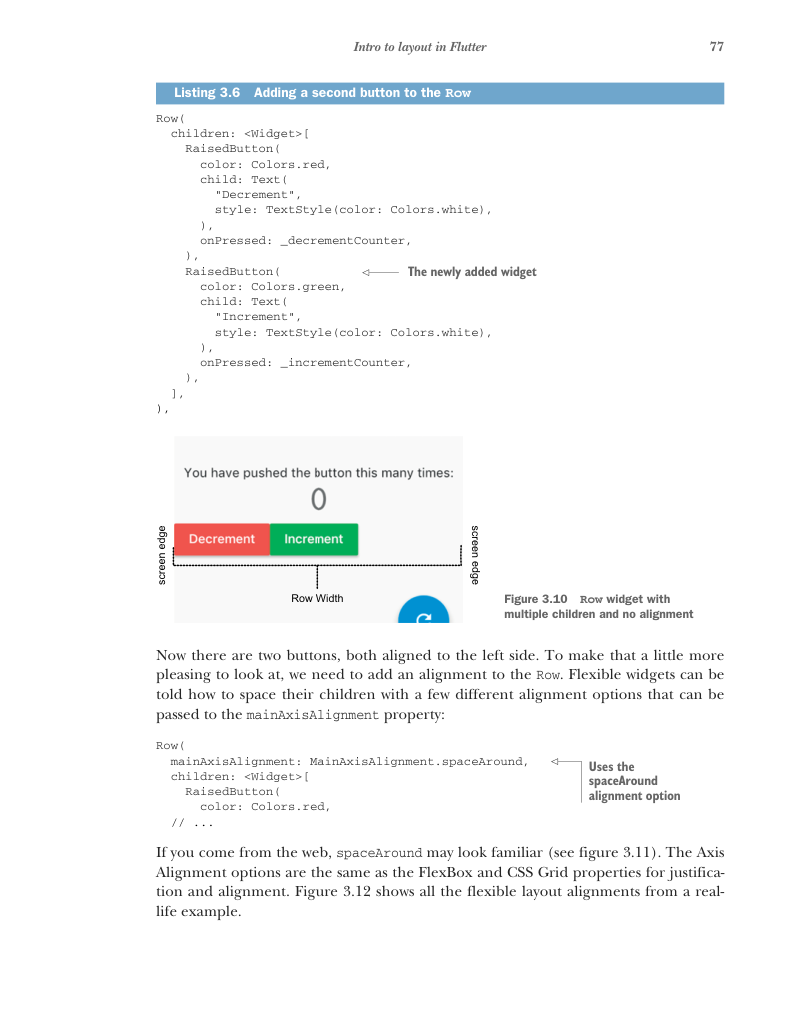 Intro to layout in Flutter 77
Listing 3.6 Adding a second button to the Row
Row(
  children: <Widget>[
    RaisedButton(
      color: Colors.red,
      child: Text(
        "Decrement",
        style: TextStyle(color: Colors.white),
      ),
      onPressed: _decrementCounter,
    ),
    RaisedButton( The newly added widget
      color: Colors.green,
      child: Text(
        "Increment",
        style: TextStyle(color: Colors.white),
      ),
      onPressed: _incrementCounter,
    ),
  ],
),
You have pushed the button this many times:
0
Decrement Increment
screen edge
screen edge
Row Width
Figure 3.10 Row widget with
multiple children and no alignment
Now there are two buttons, both aligned to the left side. To make that a little more
pleasing to look at, we need to add an alignment to the Row. Flexible widgets can be
told how to space their children with a few different alignment options that can be
passed to the mainAxisAlignment property:
Row(
  mainAxisAlignment: MainAxisAlignment.spaceAround,
  children: <Widget>[
    RaisedButton(
      color: Colors.red,
  // ...
Uses the
spaceAround
alignment option
If you come from the web, spaceAround may look familiar (see figure 3.11). The Axis
Alignment options are the same as the FlexBox and CSS Grid properties for justifica-
tion and alignment. Figure 3.12 shows all the flexible layout alignments from a real-
life example.